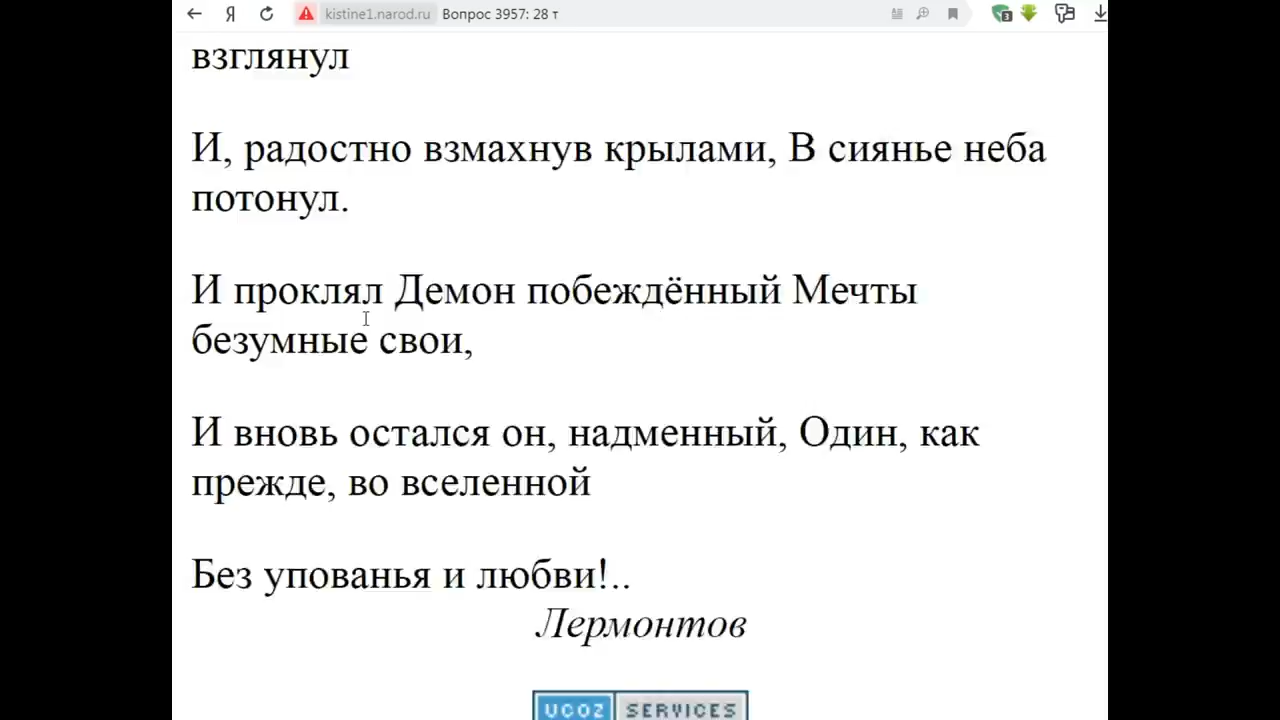 kistine1.narod.ru Вопрос 3957: 28 т
3
взглянул
И, радостно взмахнув крылами, В сиянье неба
потонул.
И проклял Демон побеждённый Мечты
безумные свои,
И вновь остался он, надменный, Один, как
прежде, во вселенной
Без упованья и любви!..
Лермонтов
UCOZ SERVICES